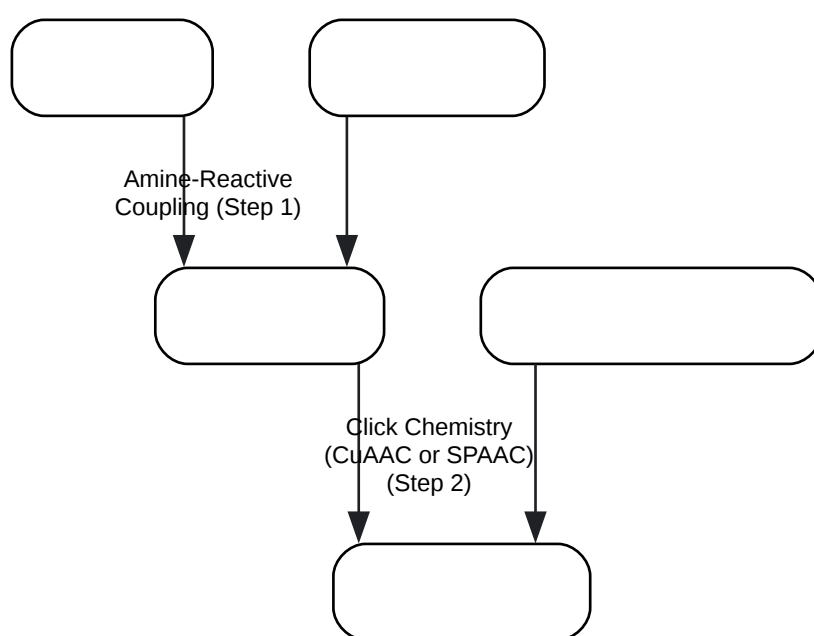 Amine-Reactive
Coupling (Step 1)
Click Chemistry
(CuAAC or SPAAC)
(Step 2)